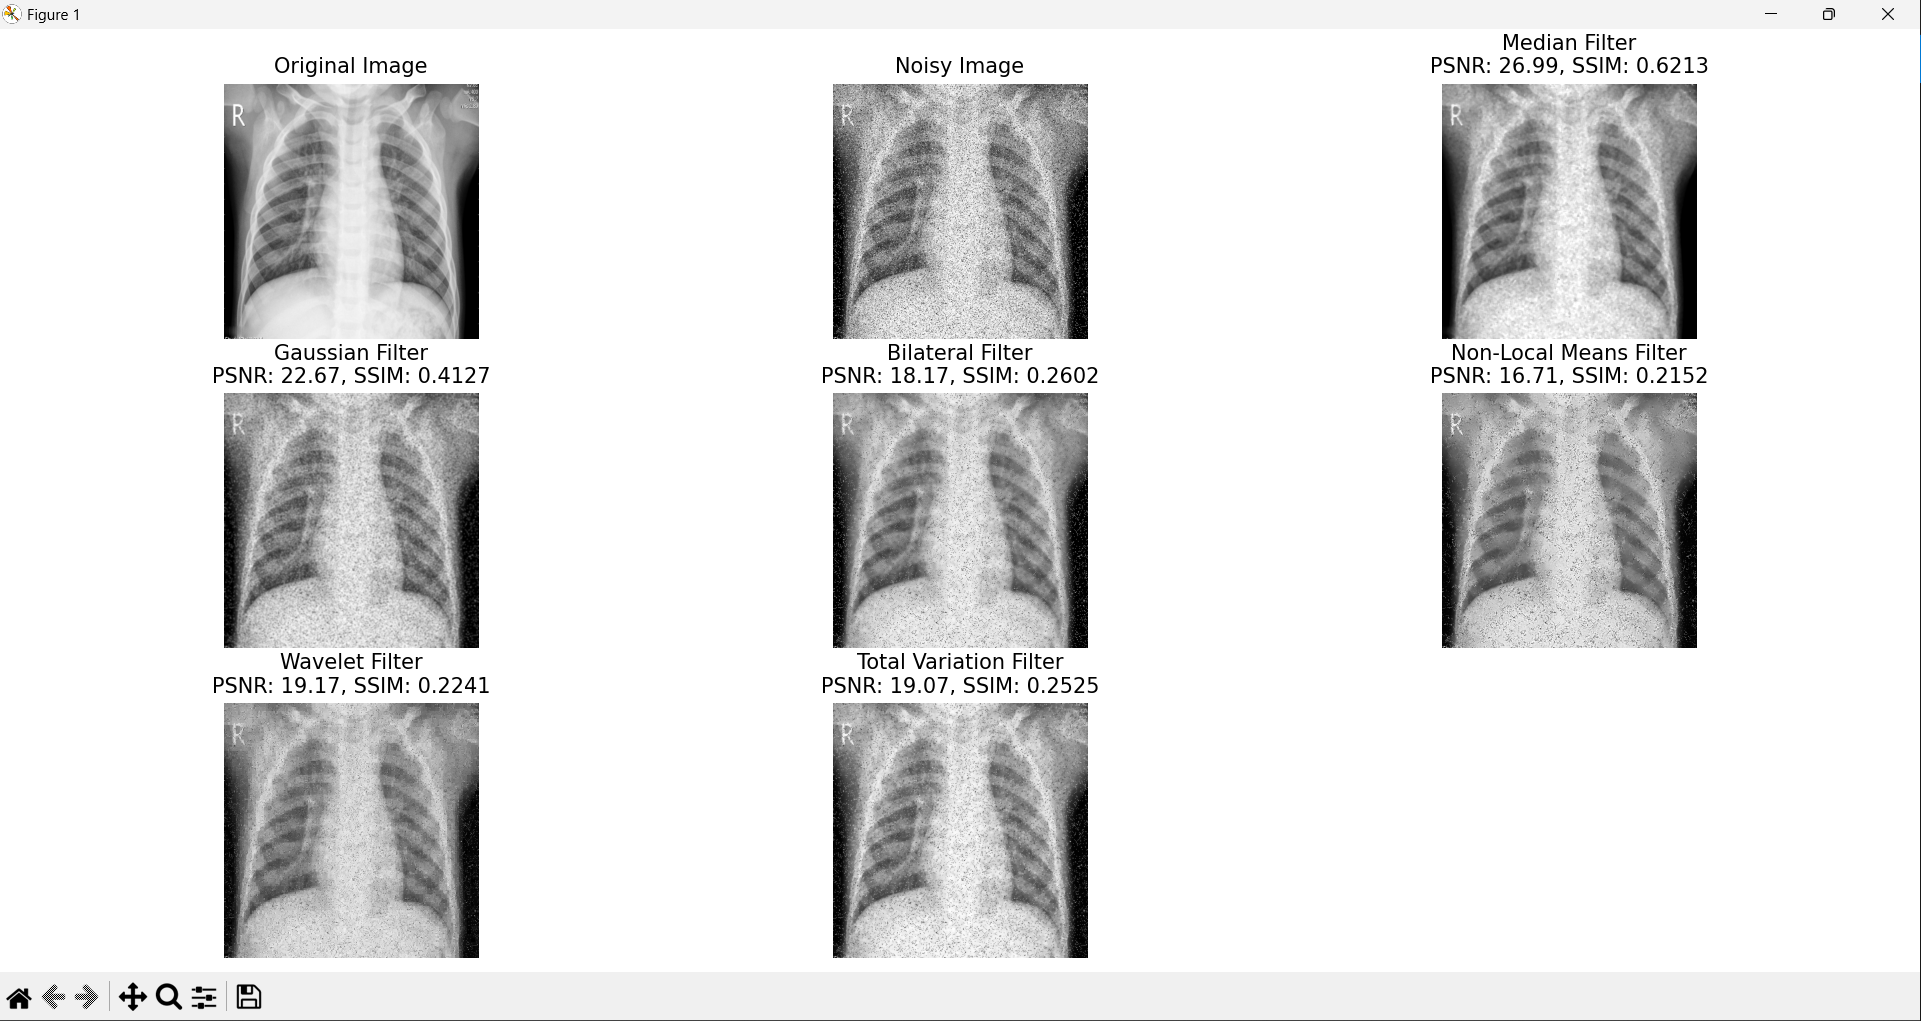 Figure 1
Original Image
Noisy Image
Median Filter
PSNR: 26.99, SSIM: 0.6213
R
R
R
Gaussian Filter
PSNR: 22.67, SSIM: 0.4127
Bilateral Filter
PSNR: 18.17, SSIM: 0.2602
Non-Local Means Filter
PSNR: 16.71, SSIM: 0.2152
R
R
R
Wavelet Filter
PSNR: 19.17, SSIM: 0.2241
Total Variation Filter
PSNR: 19.07, SSIM: 0.2525
R
R